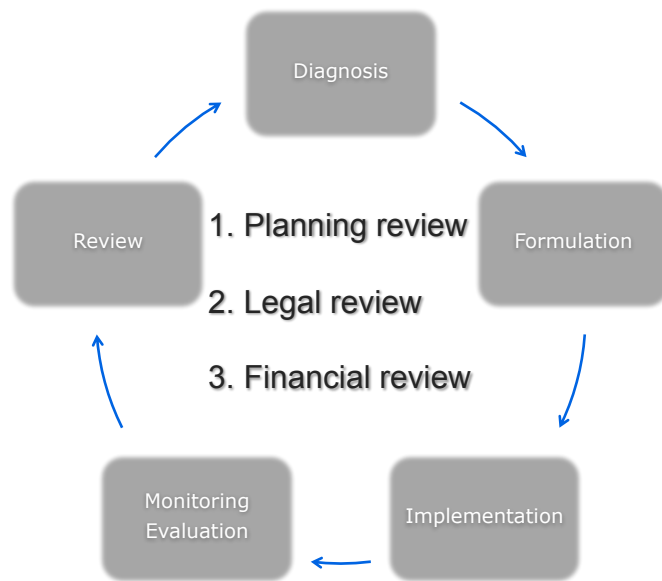 Diagnosis
Review
1. Planning review
Formulation
2. Legal review
3. Financial review
Monitoring
Evaluation
Implementation